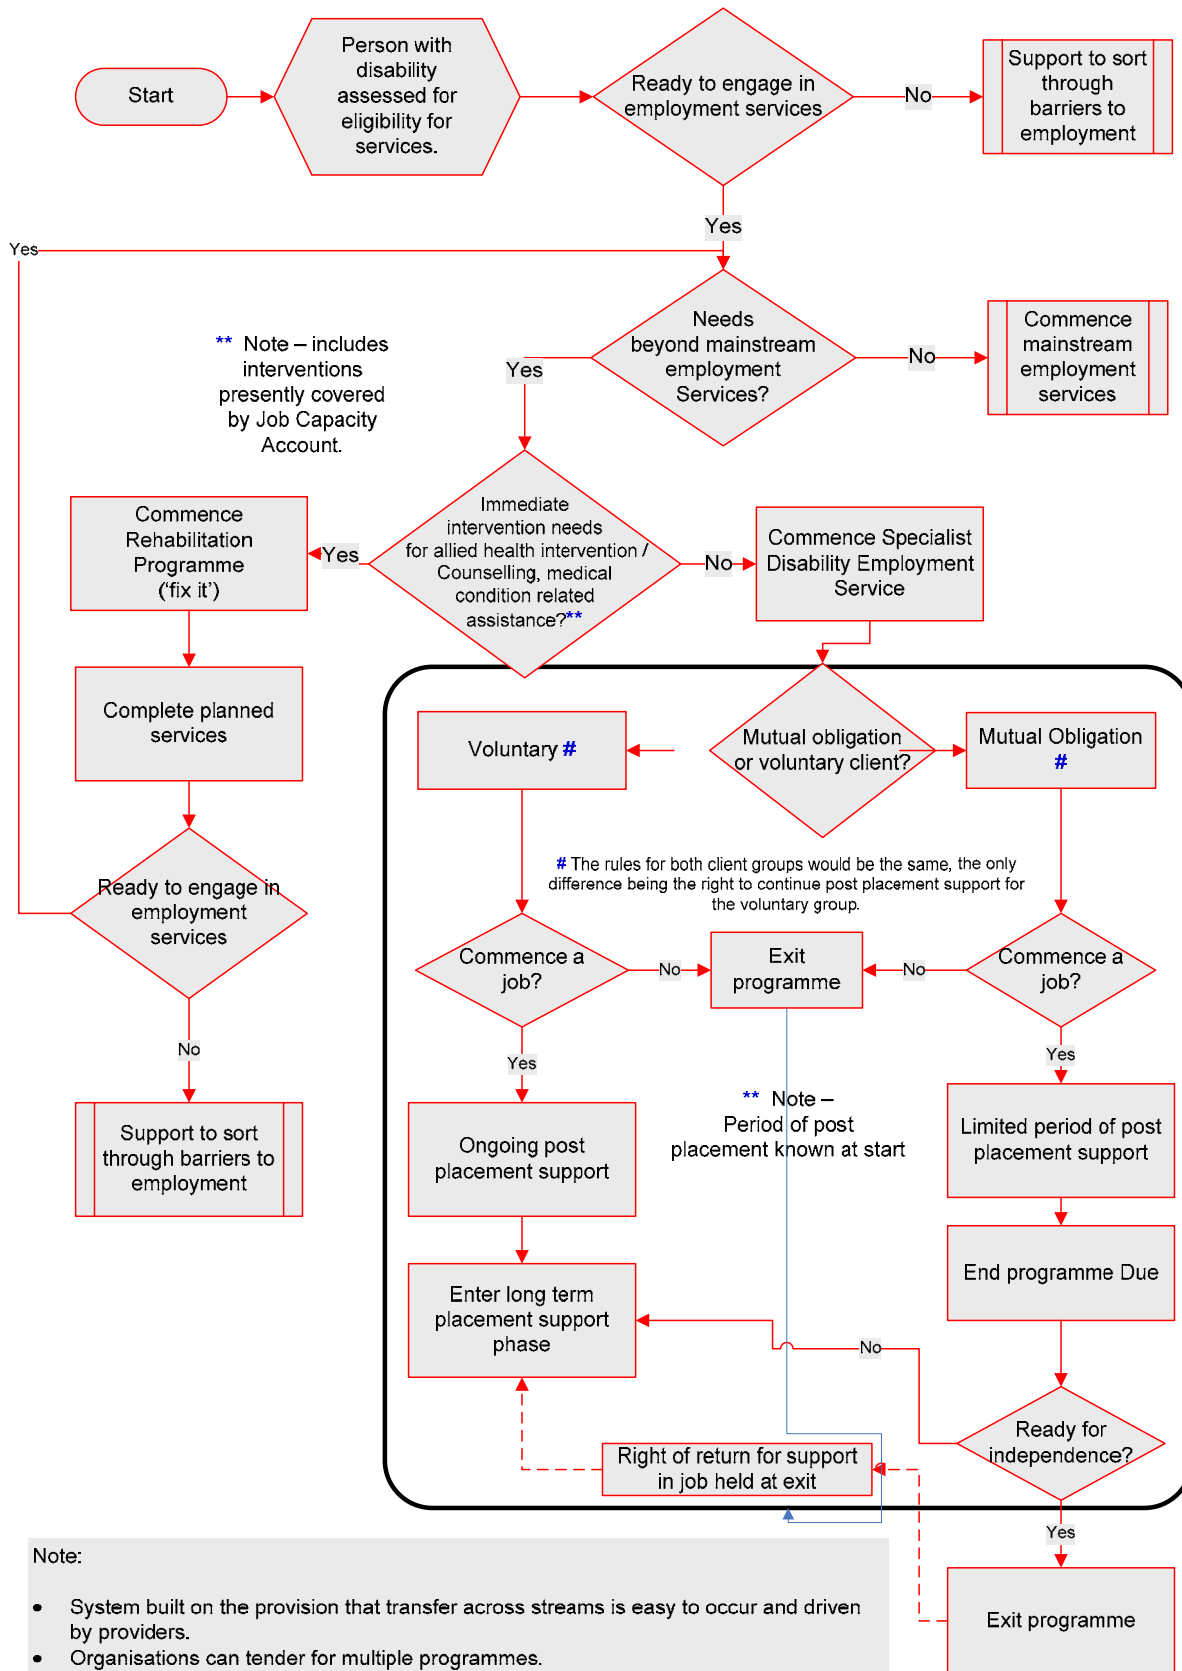 Start
Person with
disability
assessed for
eligibility for
services.
Ready to engage in
employment services
No
Support to sort
through
barriers to
employment
Yes
Yes
Needs
beyond mainstream
employment
Services?
No
Commence
mainstream
employment
services
** Note – includes
interventions
presently covered
by Job Capacity
Account.
Yes
Immediate
intervention needs
for allied health intervention /
Counselling, medical
condition related
assistance?**
Yes
Commence
Rehabilitation
Programme
(‘fix it’)
No
Commence Specialist
Disability Employment
Service
Complete planned
services
Voluntary #
Mutual obligation
or voluntary client?
Mutual Obligation
#
# The rules for both client groups would be the same, the only
difference being the right to continue post placement support for
the voluntary group.
Ready to engage in
employment
services
Commence a
job?
No
Exit
programme
No
Commence a
job?
No
Yes
Yes
Support to sort
through barriers to
employment
Ongoing post
placement support
** Note –
Period of post
placement known at start
Limited period of post
placement support
End programme Due
Enter long term
placement support
phase
No
Ready for
independence?
Right of return for support
in job held at exit
Yes
Exit programme
Note:
• System built on the provision that transfer across streams is easy to occur and driven
by providers.
• Organisations can tender for multiple programmes.